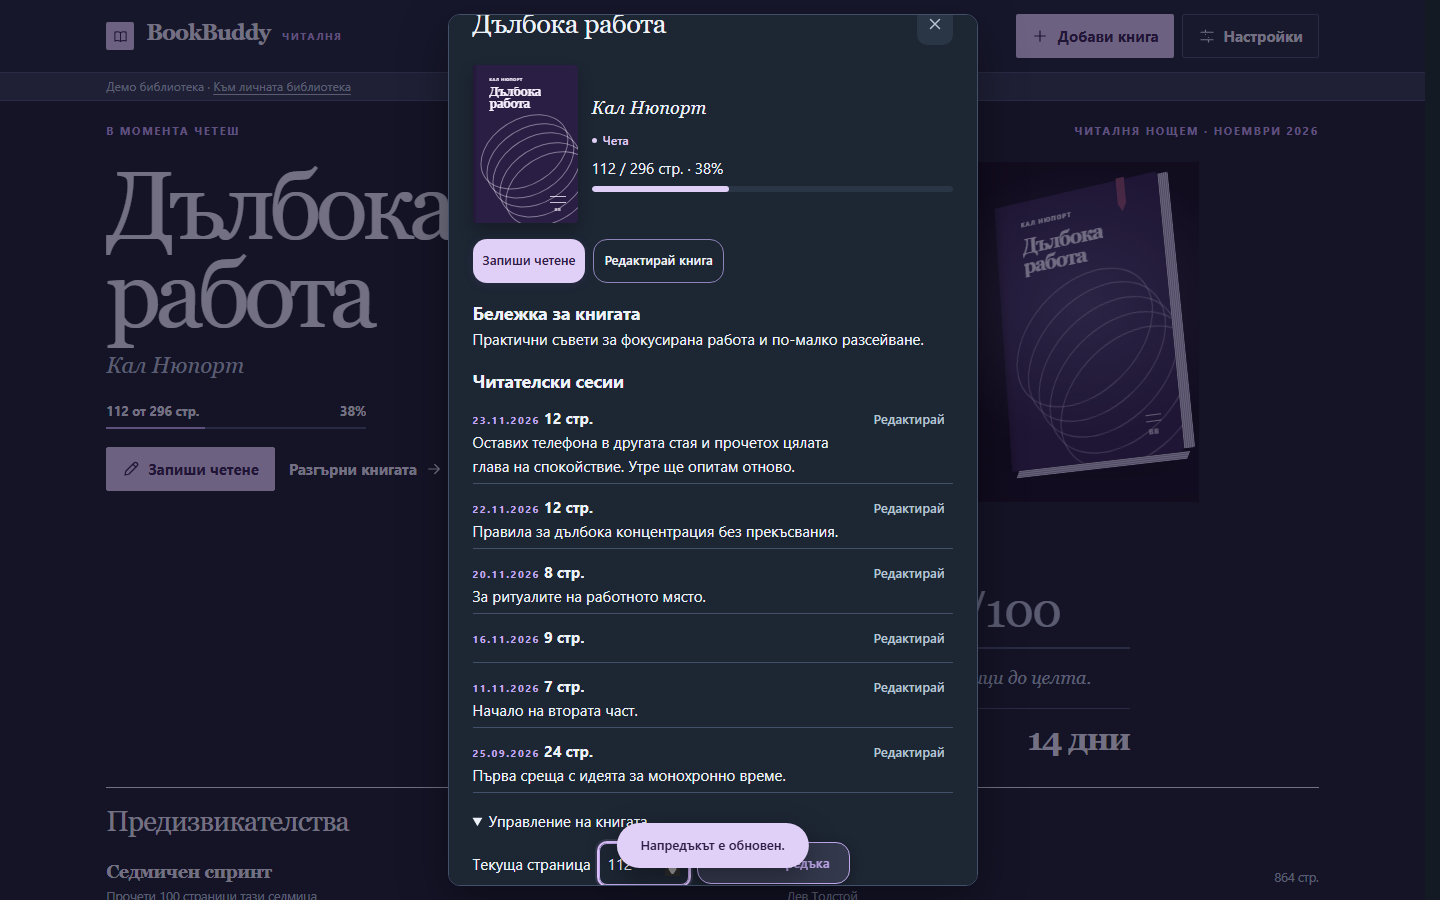 BookBuddy ЧИТАЛНЯ
Добави книга
Настройки
Демо библиотека · Към личната библиотека
В МОМЕНТА ЧЕТЕШ
ЧИТАЛНЯ НОЩЕМ · НОЕМВРИ 2026
Дълбока
работа
Кал Нюпорт
112 от 296 стр.
38%
Запиши четене
Разгърни книгата →
Дълбока работа
КАЛ НЮПОРТ
Дълбока
работа
Кал Нюпорт
Чета
112 / 296 стр. · 38%
Запиши четене
Редактирай книга
Бележка за книгата
Практични съвети за фокусирана работа и по-малко разсейване.
Читателски сесии
23.11.2026 12 стр.
Редактирай
Оставих телефона в другата стая и прочетох цялата
глава на спокойствие. Утре ще опитам отново.
22.11.2026 12 стр.
Редактирай
Правила за дълбока концентрация без прекъсвания.
20.11.2026 8 стр.
Редактирай
За ритуалите на работното място.
16.11.2026 9 стр.
Редактирай
11.11.2026 7 стр.
Редактирай
Начало на втората част.
25.09.2026 24 стр.
Редактирай
Първа среща с идеята за монохронно време.
▼ Управление на книгата
Текуща страница
112
Напредъкът е обновен.
КАЛ НЮПОРТ
Дълбока
работа
/100
до целта.
14 дни
Предизвикателства
Седмичен спринт
Прочети 100 страници тази седмица
Лев Толстой
864 стр.